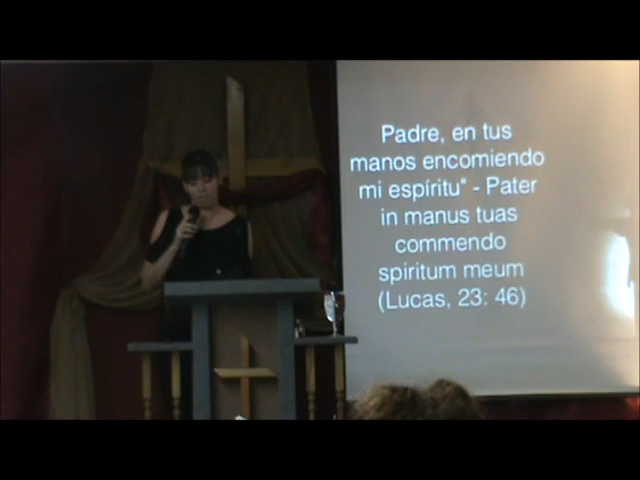 Padre, en tus
manos encomiendo
mi espíritu” - Pater
in manus tuas
commendo
spiritum meum
(Lucas, 23: 46)